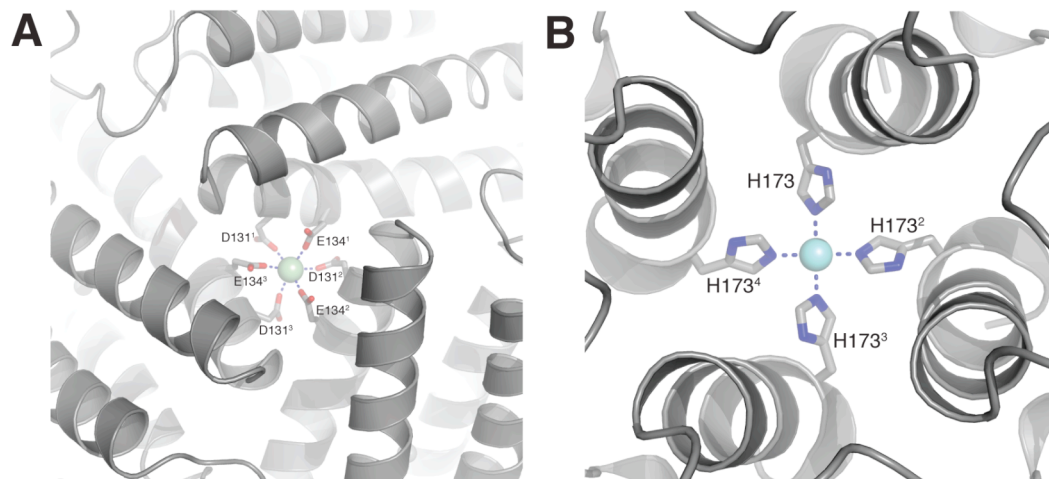 A
D131¹
E134¹
E134³
D131²
D131³
E134²
B
H173
H173²
H173⁴
H173³